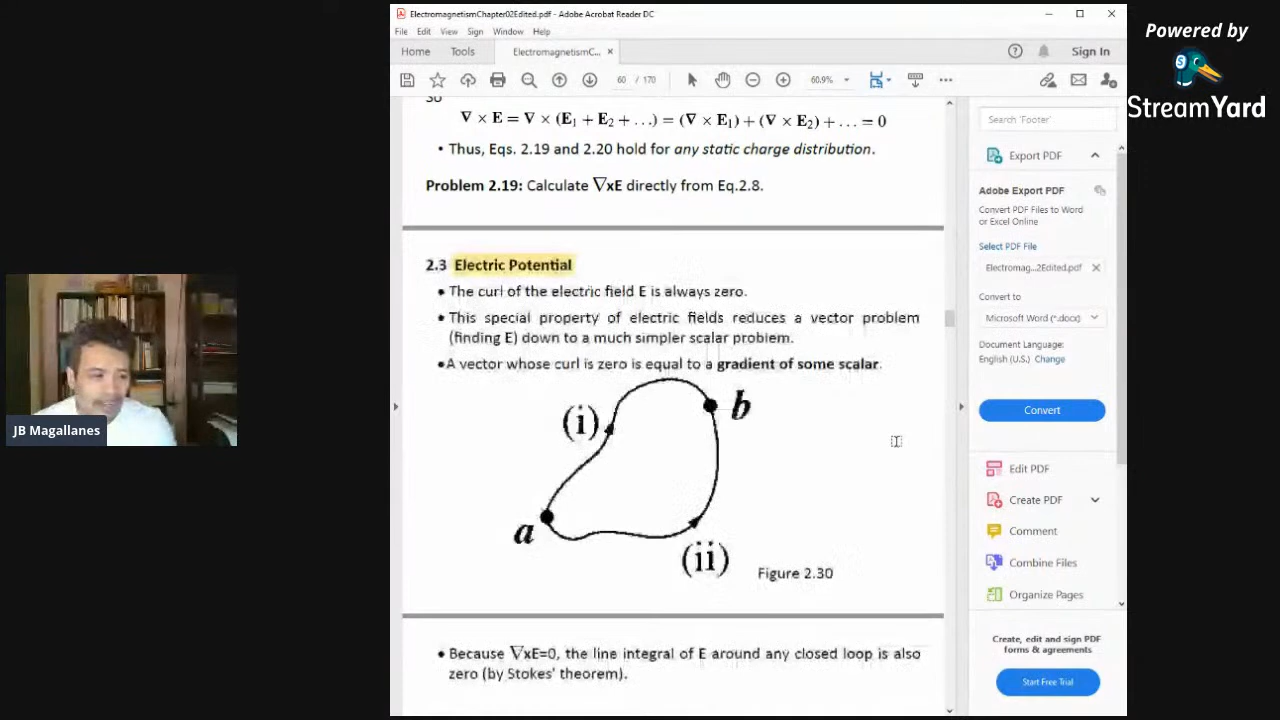 ElectromagnetismChapter02Edited.pdf - Adobe Acrobat Reader DC
File Edit View Sign Window Help
Home Tools ElectromagnetismC... × Sign In
60 / 170 60.9%
So
∇ × E = ∇ × (E₁ + E₂ + …) = (∇ × E₁) + (∇ × E₂) + … = 0
• Thus, Eqs. 2.19 and 2.20 hold for any static charge distribution.
Problem 2.19: Calculate ∇xE directly from Eq.2.8.
2.3 Electric Potential
• The curl of the electric field E is always zero.
• This special property of electric fields reduces a vector problem
(finding E) down to a much simpler scalar problem.
• A vector whose curl is zero is equal to a gradient of some scalar.
(i) b
a
(ii)
Figure 2.30
• Because ∇xE=0, the line integral of E around any closed loop is also
zero (by Stokes' theorem).
Search 'Footer'
Export PDF
Adobe Export PDF
Convert PDF Files to Word
or Excel Online
Select PDF File
Electromag...2Edited.pdf ×
Convert to
Microsoft Word (*.docx)
Document Language:
English (U.S.) Change
Convert
Edit PDF
Create PDF
Comment
Combine Files
Organize Pages
Convert, edit and sign PDF
forms & agreements
Start Free Trial
JB Magallanes
Powered by
StreamYard